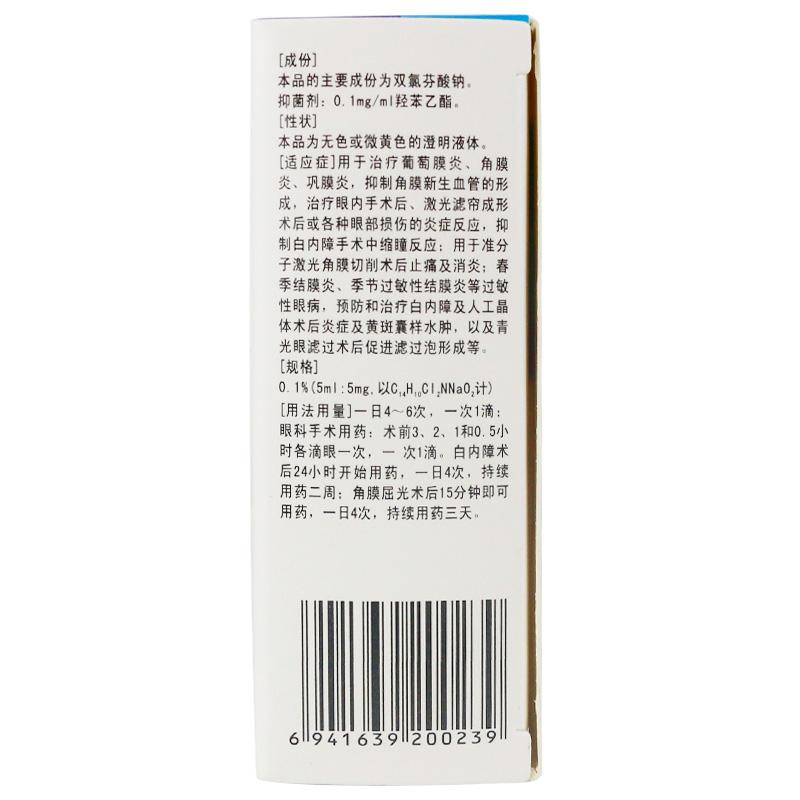 [成份]
本品的主要成份为双氯芬酸钠。
抑菌剂：0.1mg/ml羟苯乙酯。
[性状]
本品为无色或微黄色的澄明液体。
[适应症]用于治疗葡萄膜炎、角膜
炎、巩膜炎，抑制角膜新生血管的形
成，治疗眼内手术后、激光滤帘成形
术后或各种眼部损伤的炎症反应，抑
制白内障手术中缩瞳反应；用于准分
子激光角膜切削术后止痛及消炎；春
季结膜炎、季节过敏性结膜炎等过敏
性眼病，预防和治疗白内障及人工晶
体术后炎症及黄斑囊样水肿，以及青
光眼滤过术后促进滤过泡形成等。
[规格]
0.1%(5ml:5mg,以C₁₄H₁₀Cl₂NNaO₂计)
[用法用量]一日4～6次，一次1滴；
眼科手术用药：术前3、2、1和0.5小
时各滴眼一次，一 次1滴。白内障术
后24小时开始用药，一日4次，持续
用药二周；角膜屈光术后15分钟即可
用药，一日4次，持续用药三天。
6 941639 200239